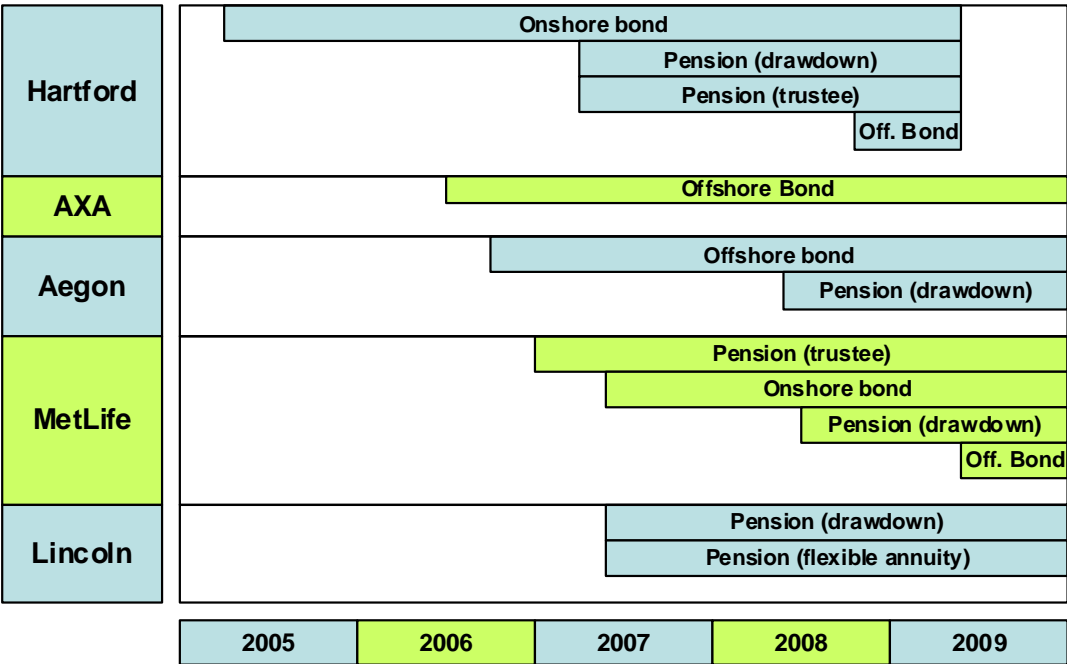 Hartford
Onshore bond
Pension (drawdown)
Pension (trustee)
Off. Bond
AXA
Offshore Bond
Aegon
Offshore bond
Pension (drawdown)
MetLife
Pension (trustee)
Onshore bond
Pension (drawdown)
Off. Bond
Lincoln
Pension (drawdown)
Pension (flexible annuity)
2005 2006 2007 2008 2009